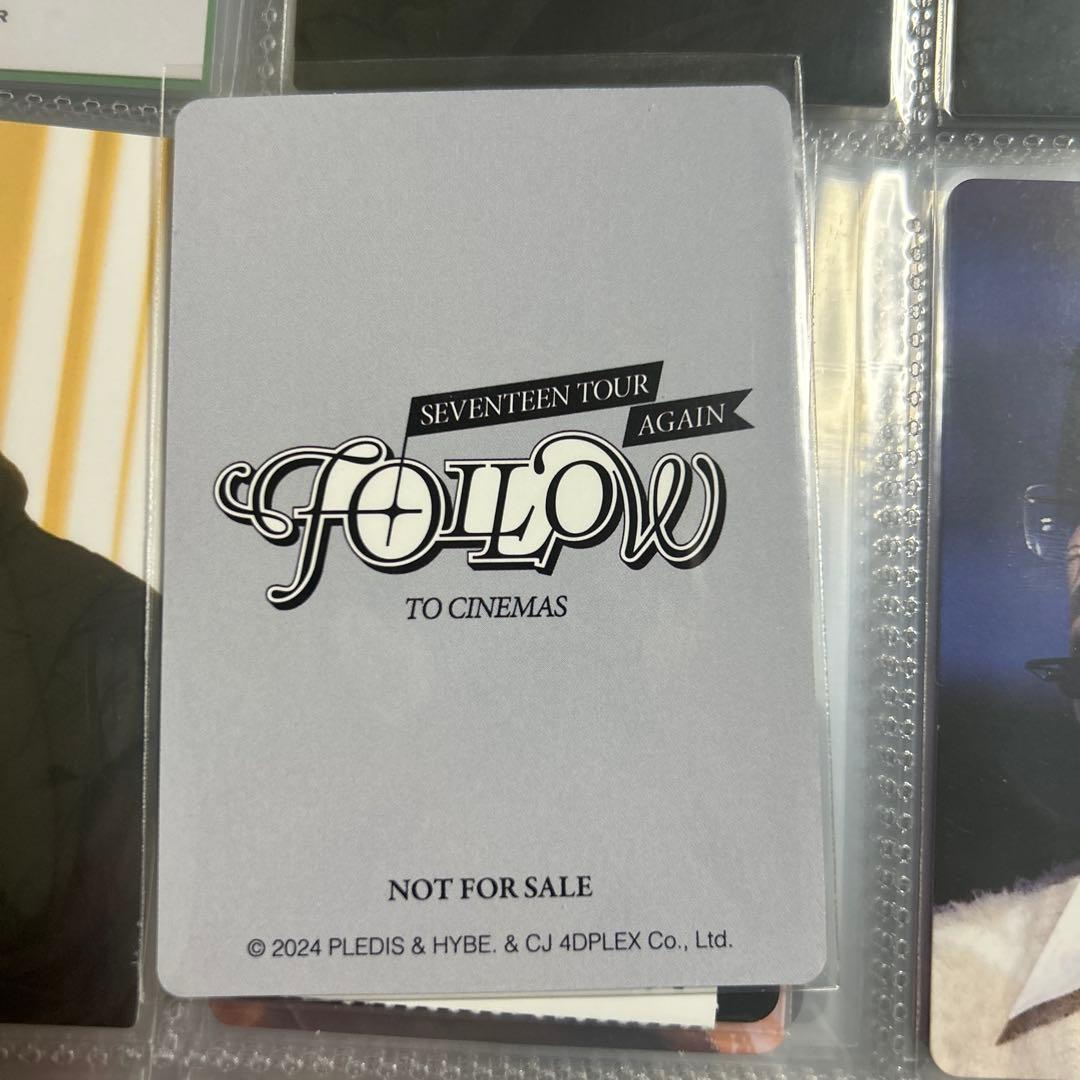 R
SEVENTEEN TOUR
AGAIN
FOLLOW
TO CINEMAS
NOT FOR SALE
© 2024 PLEDIS & HYBE. & CJ 4DPLEX Co., Ltd.